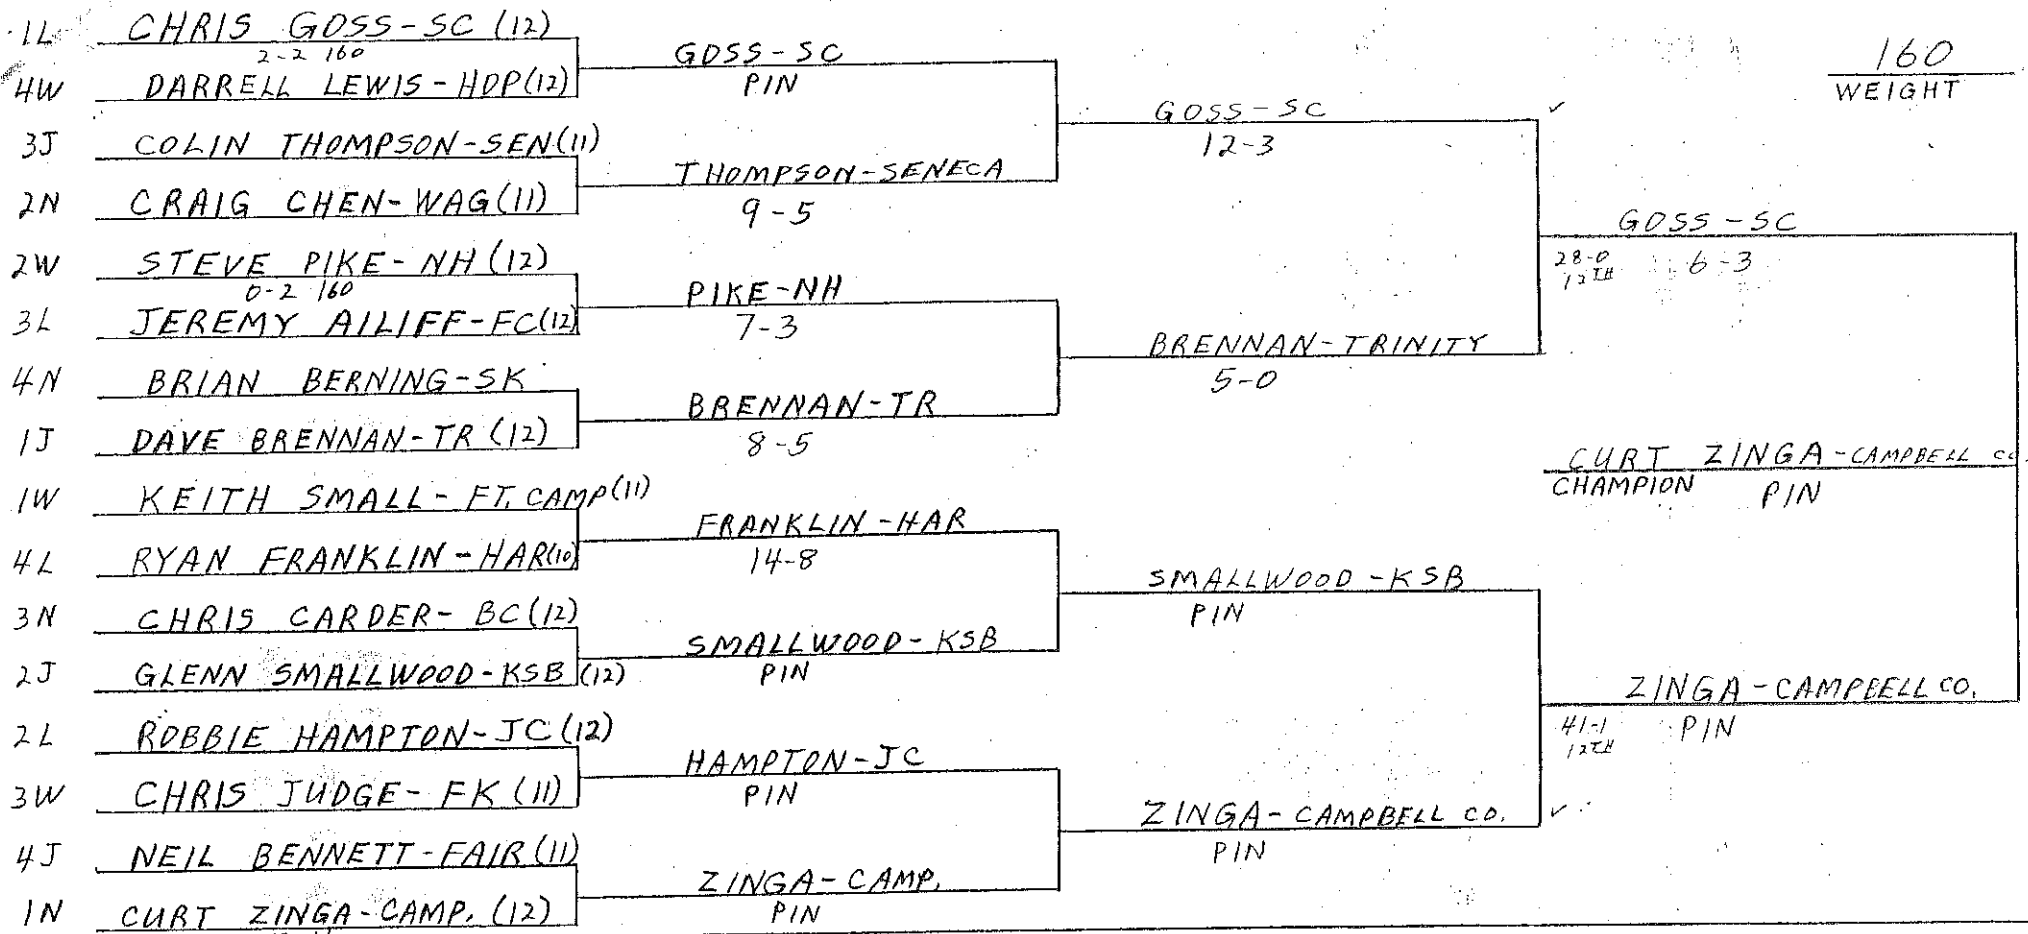 1L CHRIS GOSS-SC (12)
2-2 160
4W DARRELL LEWIS-HOP(12)
3J COLIN THOMPSON-SEN(11)
2N CRAIG CHEN-WAG(11)
2W STEVE PIKE-NH (12)
0-2 160
3L JEREMY AILIFF-FC(12)
4N BRIAN BERNING-SK
1J DAVE BRENNAN-TR (12)
1W KEITH SMALL-FT. CAMP(11)
4L RYAN FRANKLIN-HAR(10)
3N CHRIS CARDER-BC(12)
2J GLENN SMALLWOOD-KSB (12)
2L ROBBIE HAMPTON-JC (12)
3W CHRIS JUDGE-FK (11)
4J NEIL BENNETT-FAIR(11)
1N CURT ZINGA-CAMP. (12)
GOSS-SC
PIN
THOMPSON-SENECA
9-5
PIKE-NH
7-3
BRENNAN-TR
8-5
FRANKLIN-HAR
14-8
SMALLWOOD-KSB
PIN
HAMPTON-JC
PIN
ZINGA-CAMP.
PIN
GOSS-SC
12-3
BRENNAN-TRINITY
5-0
SMALLWOOD-KSB
PIN
ZINGA-CAMPBELL CO.
PIN
160
WEIGHT
GOSS-SC
28-0 6-3
12TH
CURT ZINGA-CAMPBELL CO.
CHAMPION PIN
ZINGA-CAMPBELL CO.
41-1 PIN
12TH